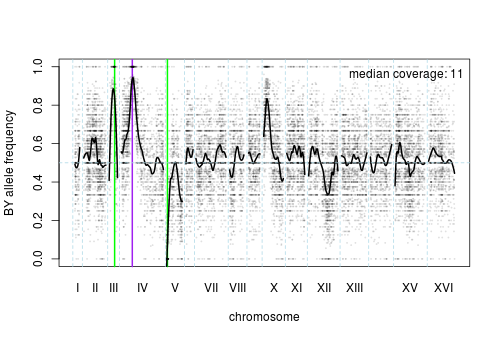 median coverage: 11
BY allele frequency
1.0
0.8
0.6
0.4
0.2
0.0
I II III IV V VII VIII X XI XII XIII XV XVI
chromosome